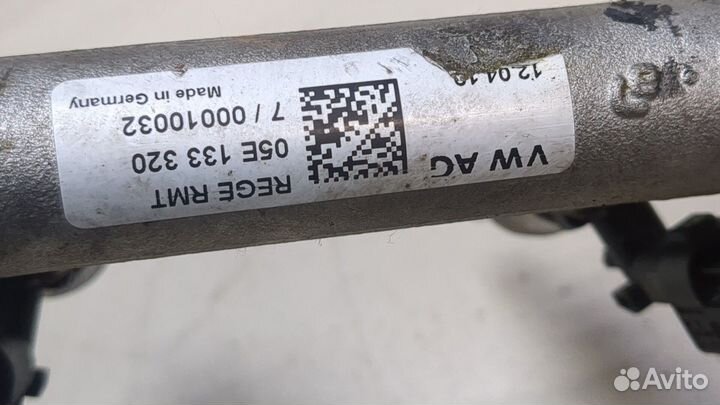 VW AG
12.04.19
REGE RMT
05E 133 320
7 / 00010032
Made in Germany
Avito